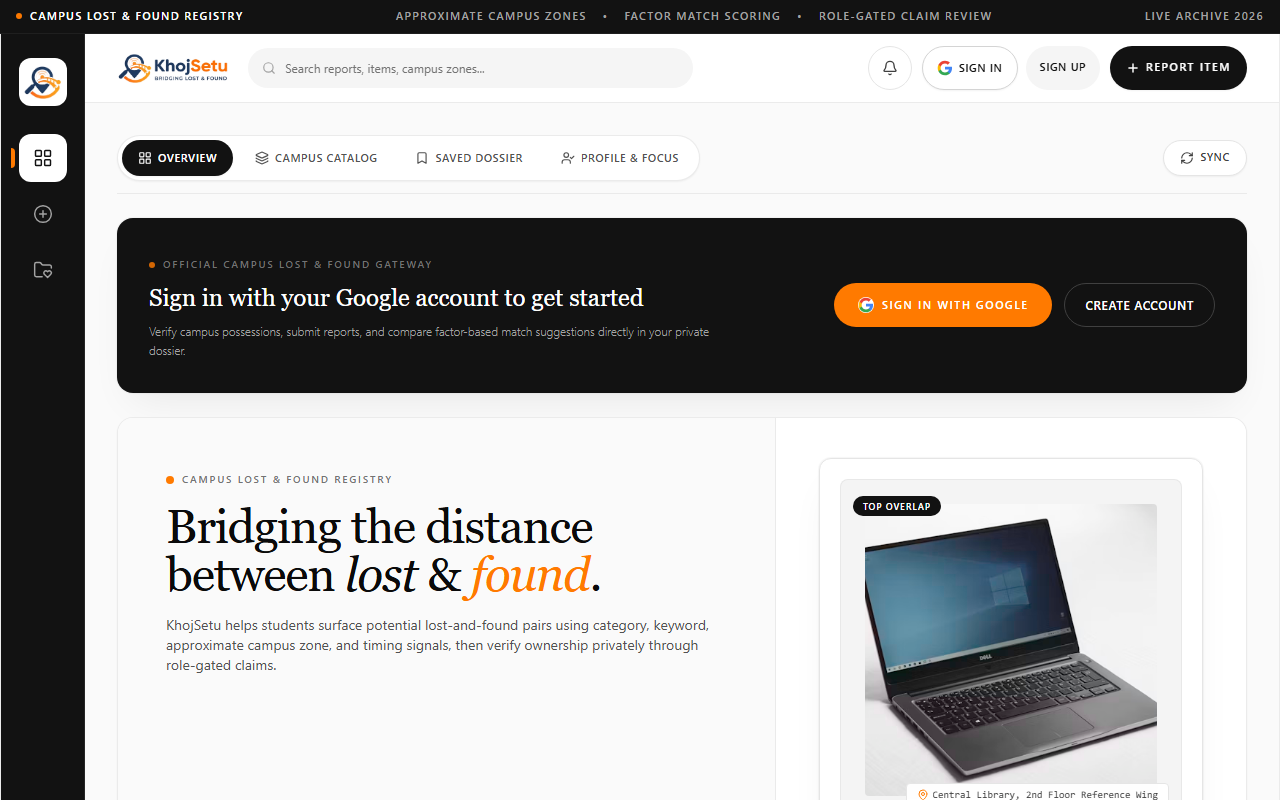 CAMPUS LOST & FOUND REGISTRY
APPROXIMATE CAMPUS ZONES • FACTOR MATCH SCORING • ROLE-GATED CLAIM REVIEW
LIVE ARCHIVE 2026
KhojSetu
BRIDGING LOST & FOUND
Search reports, items, campus zones...
SIGN IN
SIGN UP
+ REPORT ITEM
OVERVIEW
CAMPUS CATALOG
SAVED DOSSIER
PROFILE & FOCUS
SYNC
OFFICIAL CAMPUS LOST & FOUND GATEWAY
Sign in with your Google account to get started
Verify campus possessions, submit reports, and compare factor-based match suggestions directly in your private
dossier.
SIGN IN WITH GOOGLE
CREATE ACCOUNT
CAMPUS LOST & FOUND REGISTRY
Bridging the distance
between lost & found.
KhojSetu helps students surface potential lost-and-found pairs using category, keyword,
approximate campus zone, and timing signals, then verify ownership privately through
role-gated claims.
TOP OVERLAP
DELL
Central Library, 2nd Floor Reference Wing